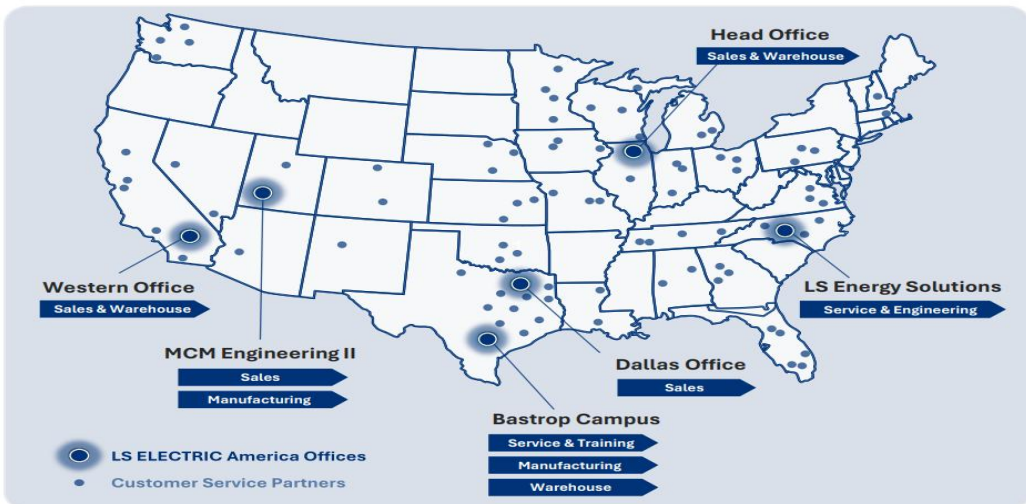 Head Office
Sales & Warehouse
Western Office
Sales & Warehouse
LS Energy Solutions
Service & Engineering
MCM Engineering II
Sales
Manufacturing
Dallas Office
Sales
Bastrop Campus
Service & Training
Manufacturing
Warehouse
LS ELECTRIC America Offices
Customer Service Partners